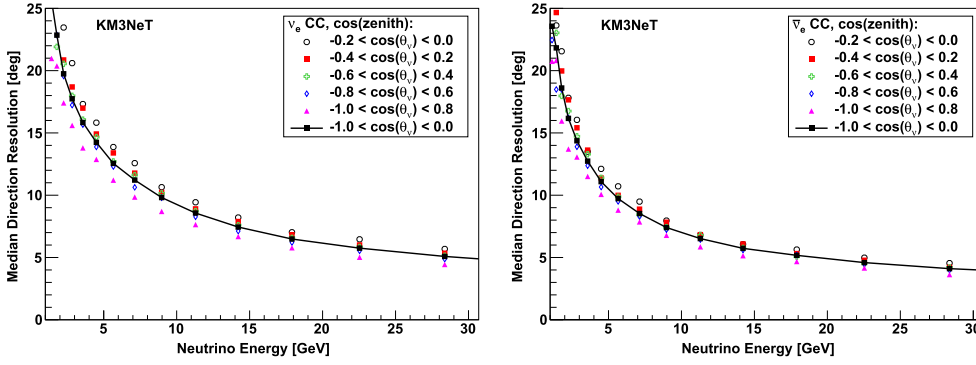 KM3NeT
ν_e CC, cos(zenith):
-0.2 < cos(θ_ν) < 0.0
-0.4 < cos(θ_ν) < 0.2
-0.6 < cos(θ_ν) < 0.4
-0.8 < cos(θ_ν) < 0.6
-1.0 < cos(θ_ν) < 0.8
-1.0 < cos(θ_ν) < 0.0
Median Direction Resolution [deg]
25
20
15
10
5
0
5 10 15 20 25 30
Neutrino Energy [GeV]
KM3NeT
ν̅_e CC, cos(zenith):
-0.2 < cos(θ_ν) < 0.0
-0.4 < cos(θ_ν) < 0.2
-0.6 < cos(θ_ν) < 0.4
-0.8 < cos(θ_ν) < 0.6
-1.0 < cos(θ_ν) < 0.8
-1.0 < cos(θ_ν) < 0.0
Median Direction Resolution [deg]
25
20
15
10
5
0
5 10 15 20 25 30
Neutrino Energy [GeV]